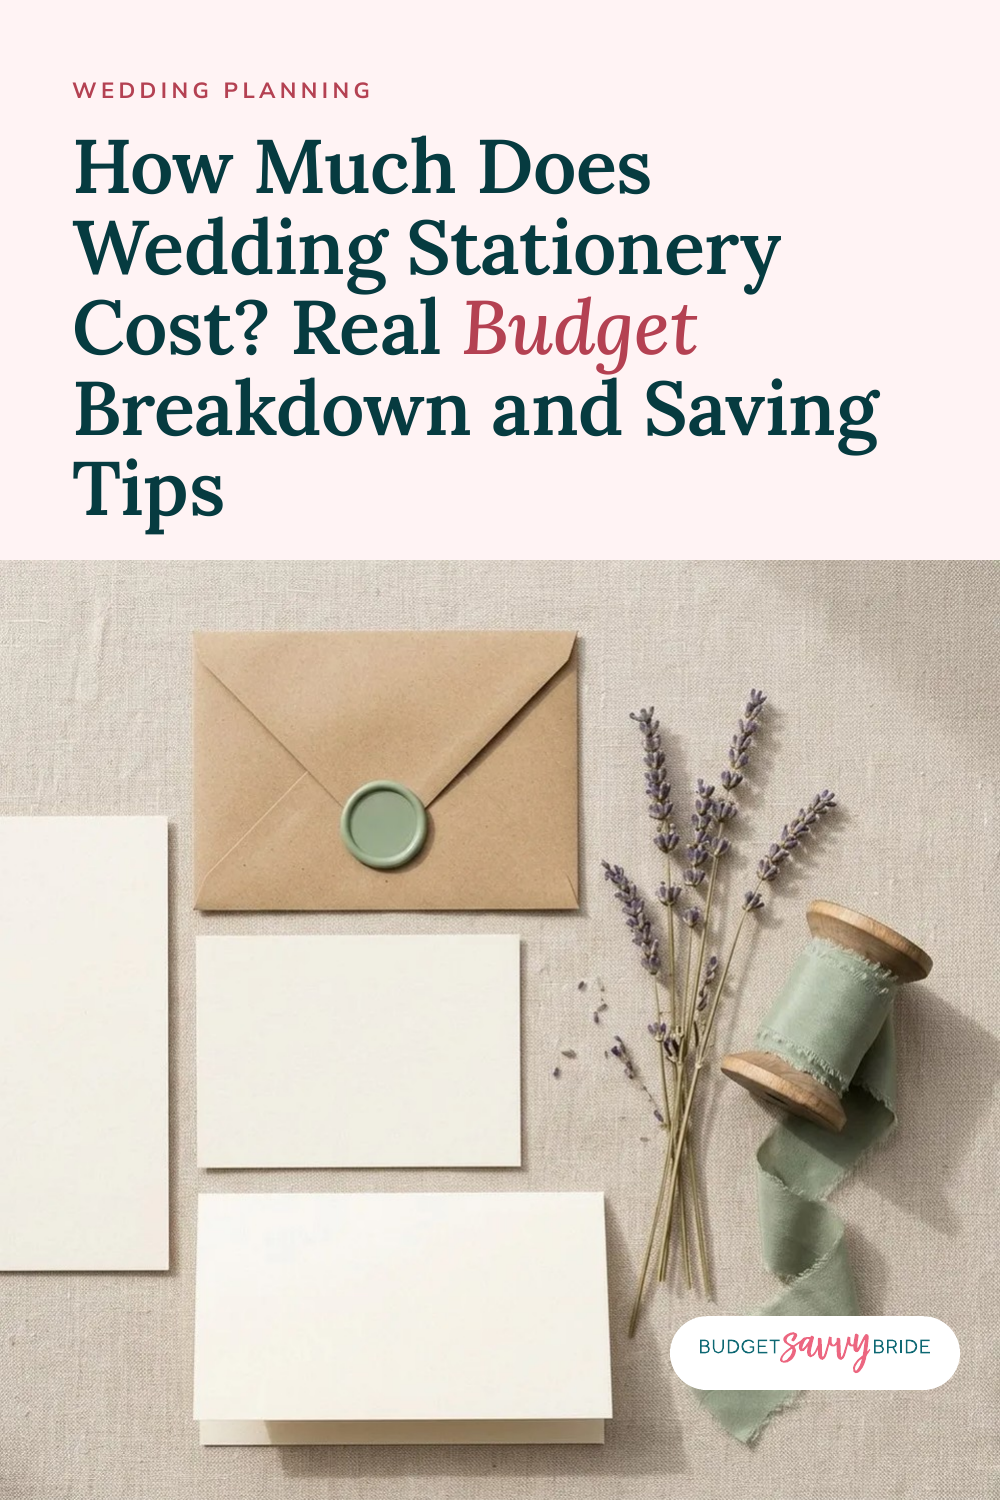 WEDDING PLANNING
How Much Does
Wedding Stationery
Cost? Real Budget
Breakdown and Saving
Tips
BUDGET savvy BRIDE